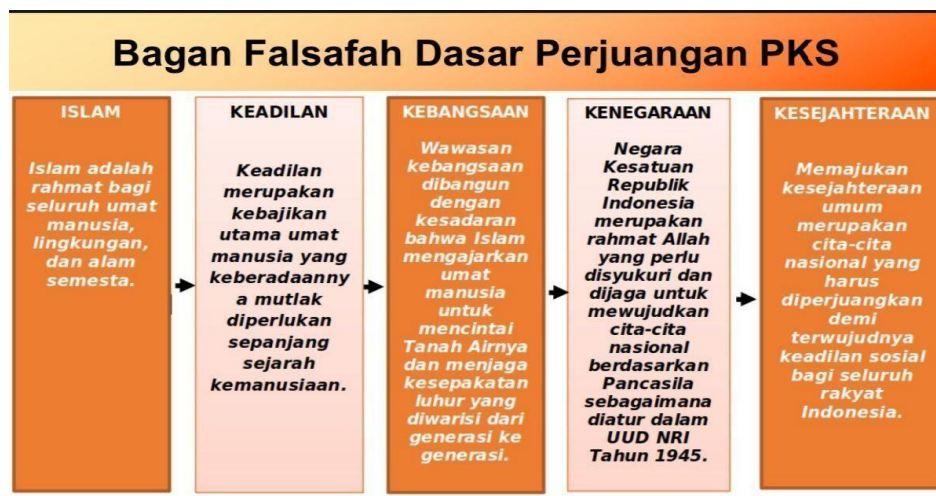 Bagan Falsafah Dasar Perjuangan PKS
ISLAM
Islam adalah
rahmat bagi
seluruh umat
manusia,
lingkungan,
dan alam
semesta.
KEADILAN
Keadilan
merupakan
kebajikan
utama umat
manusia yang
keberadaanny
a mutlak
diperlukan
sepanjang
sejarah
kemanusiaan.
KEBANGSAAN
Wawasan
kebangsaan
dibangun
dengan
kesadaran
bahwa Islam
mengajarkan
umat
manusia
untuk
mencintai
Tanah Airnya
dan menjaga
kesepakatan
luhur yang
diwarisi dari
generasi ke
generasi.
KENEGARAAN
Negara
Kesatuan
Republik
Indonesia
merupakan
rahmat Allah
yang perlu
disyukuri dan
dijaga untuk
mewujudkan
cita-cita
nasional
berdasarkan
Pancasila
sebagaimana
diatur dalam
UUD NRI
Tahun 1945.
KESEJAHTERAAN
Memajukan
kesejahteraan
umum
merupakan
cita-cita
nasional yang
harus
diperjuangkan
demi
terwujudnya
keadilan sosial
bagi seluruh
rakyat
Indonesia.